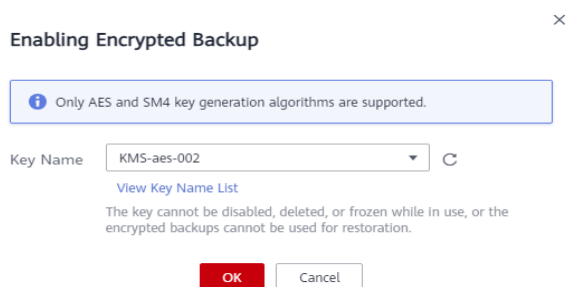 Enabling Encrypted Backup
Only AES and SM4 key generation algorithms are supported.
Key Name KMS-aes-002
View Key Name List
The key cannot be disabled, deleted, or frozen while in use, or the
encrypted backups cannot be used for restoration.
OK Cancel